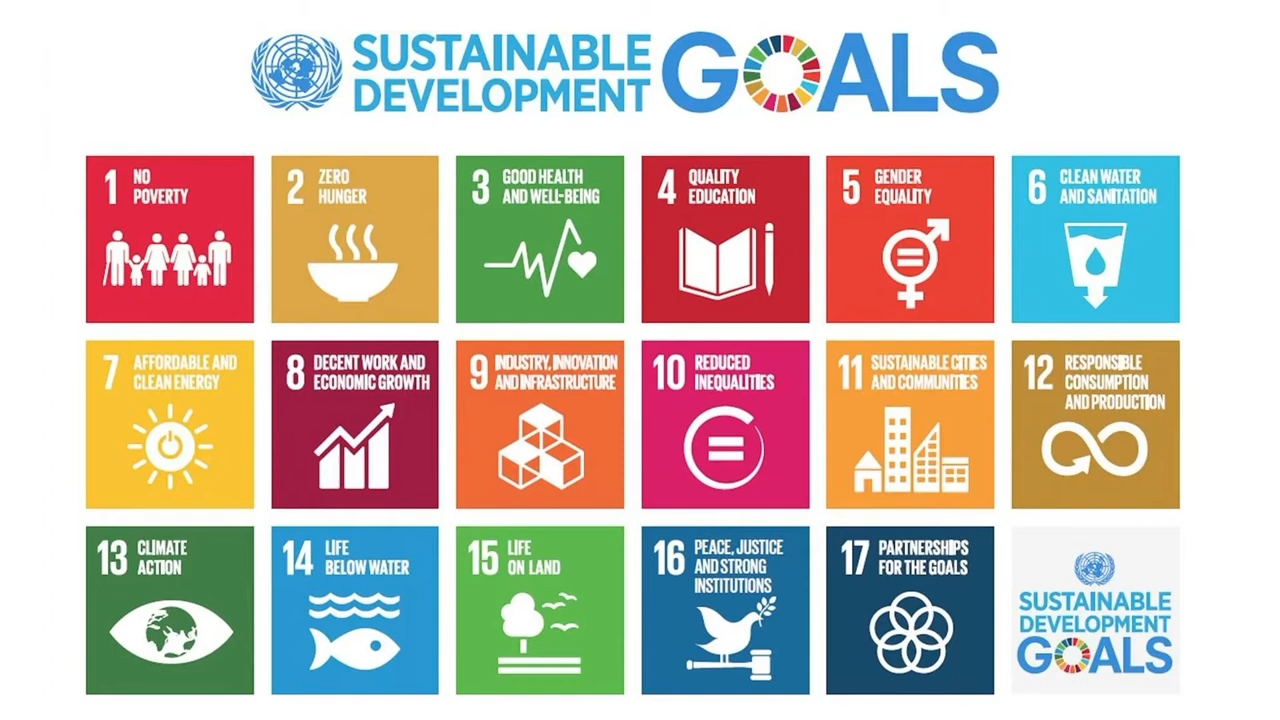 SUSTAINABLE
DEVELOPMENT
GOALS
1 NO
POVERTY
2 ZERO
HUNGER
3 GOOD HEALTH
AND WELL-BEING
4 QUALITY
EDUCATION
5 GENDER
EQUALITY
6 CLEAN WATER
AND SANITATION
7 AFFORDABLE AND
CLEAN ENERGY
8 DECENT WORK AND
ECONOMIC GROWTH
9 INDUSTRY, INNOVATION
AND INFRASTRUCTURE
10 REDUCED
INEQUALITIES
11 SUSTAINABLE CITIES
AND COMMUNITIES
12 RESPONSIBLE
CONSUMPTION
AND PRODUCTION
13 CLIMATE
ACTION
14 LIFE
BELOW WATER
15 LIFE
ON LAND
16 PEACE, JUSTICE
AND STRONG
INSTITUTIONS
17 PARTNERSHIPS
FOR THE GOALS
SUSTAINABLE
DEVELOPMENT
GOALS